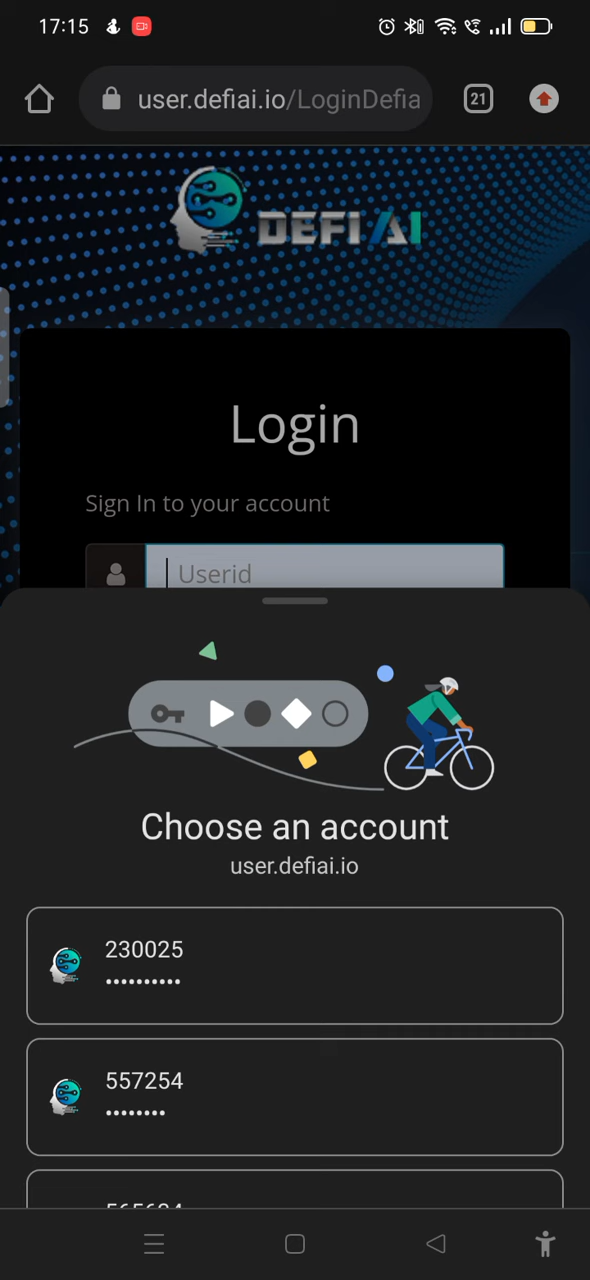 17:15
user.defiai.io/LoginDefia
21
DEFI AI
Login
Sign In to your account
Userid
Choose an account
user.defiai.io
230025
••••••••••
557254
••••••••